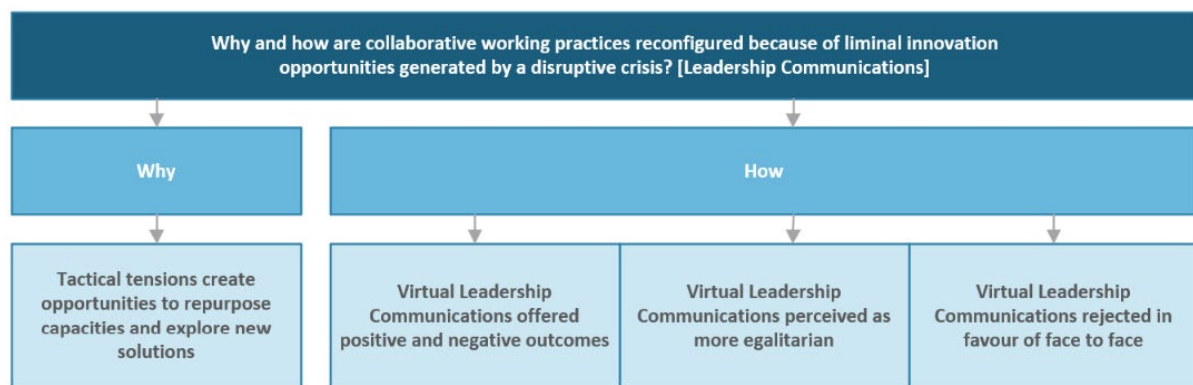 Why and how are collaborative working practices reconfigured because of liminal innovation
opportunities generated by a disruptive crisis? [Leadership Communications]
Why
How
Tactical tensions create
opportunities to repurpose
capacities and explore new
solutions
Virtual Leadership
Communications offered
positive and negative outcomes
Virtual Leadership
Communications perceived as
more egalitarian
Virtual Leadership
Communications rejected in
favour of face to face